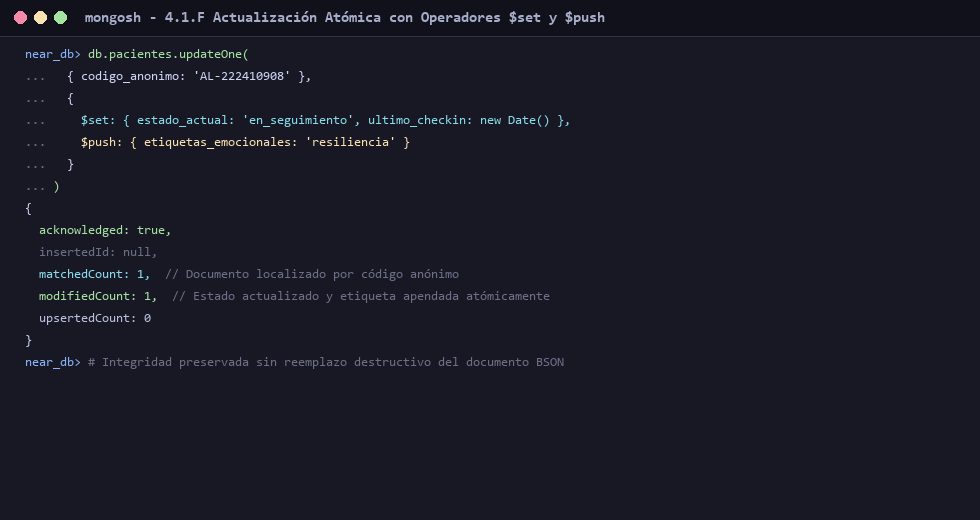 mongosh - 4.1.F Actualización Atómica con Operadores $set y $push
near_db> db.pacientes.updateOne(
...   { codigo_anonimo: 'AL-222410908' },
...   {
...     $set: { estado_actual: 'en_seguimiento', ultimo_checkin: new Date() },
...     $push: { etiquetas_emocionales: 'resiliencia' }
...   }
... )
{
  acknowledged: true,
  insertedId: null,
  matchedCount: 1,  // Documento localizado por código anónimo
  modifiedCount: 1,  // Estado actualizado y etiqueta apendada atómicamente
  upsertedCount: 0
}
near_db> # Integridad preservada sin reemplazo destructivo del documento BSON